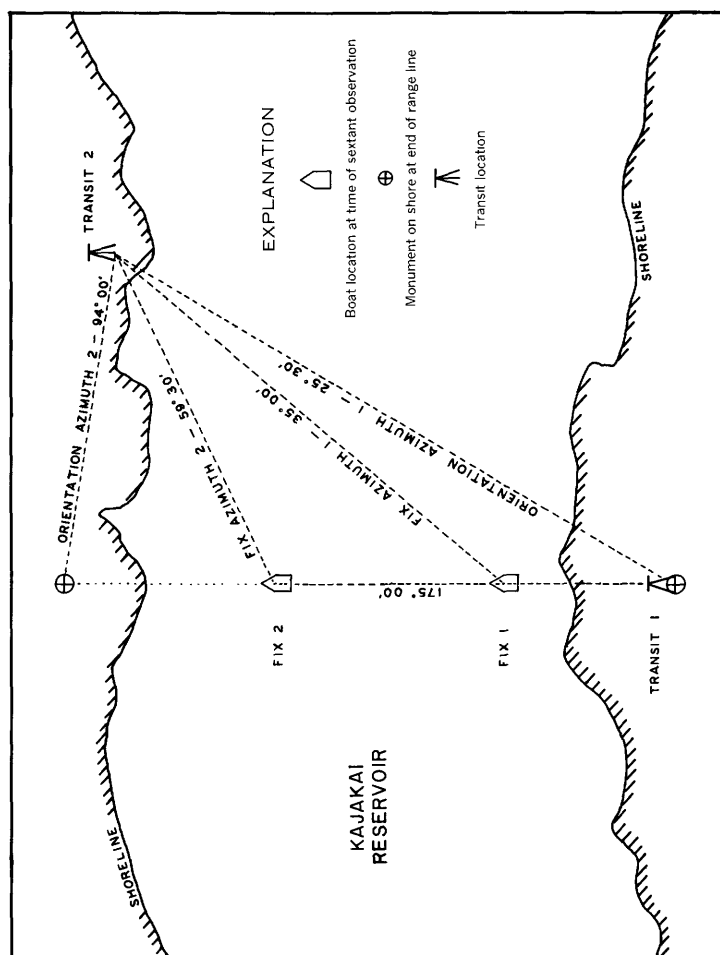 TRANSIT 2
ORIENTATION AZIMUTH 2 – 94° 00'
FIX AZIMUTH 2 – 59° 30'
FIX AZIMUTH 1 – 35° 00'
ORIENTATION AZIMUTH 1 – 25° 30'
175° 00'
FIX 2
FIX 1
TRANSIT 1
SHORELINE
SHORELINE
KAJAKAI
RESERVOIR
EXPLANATION
Boat location at time of sextant observation
Monument on shore at end of range line
Transit location